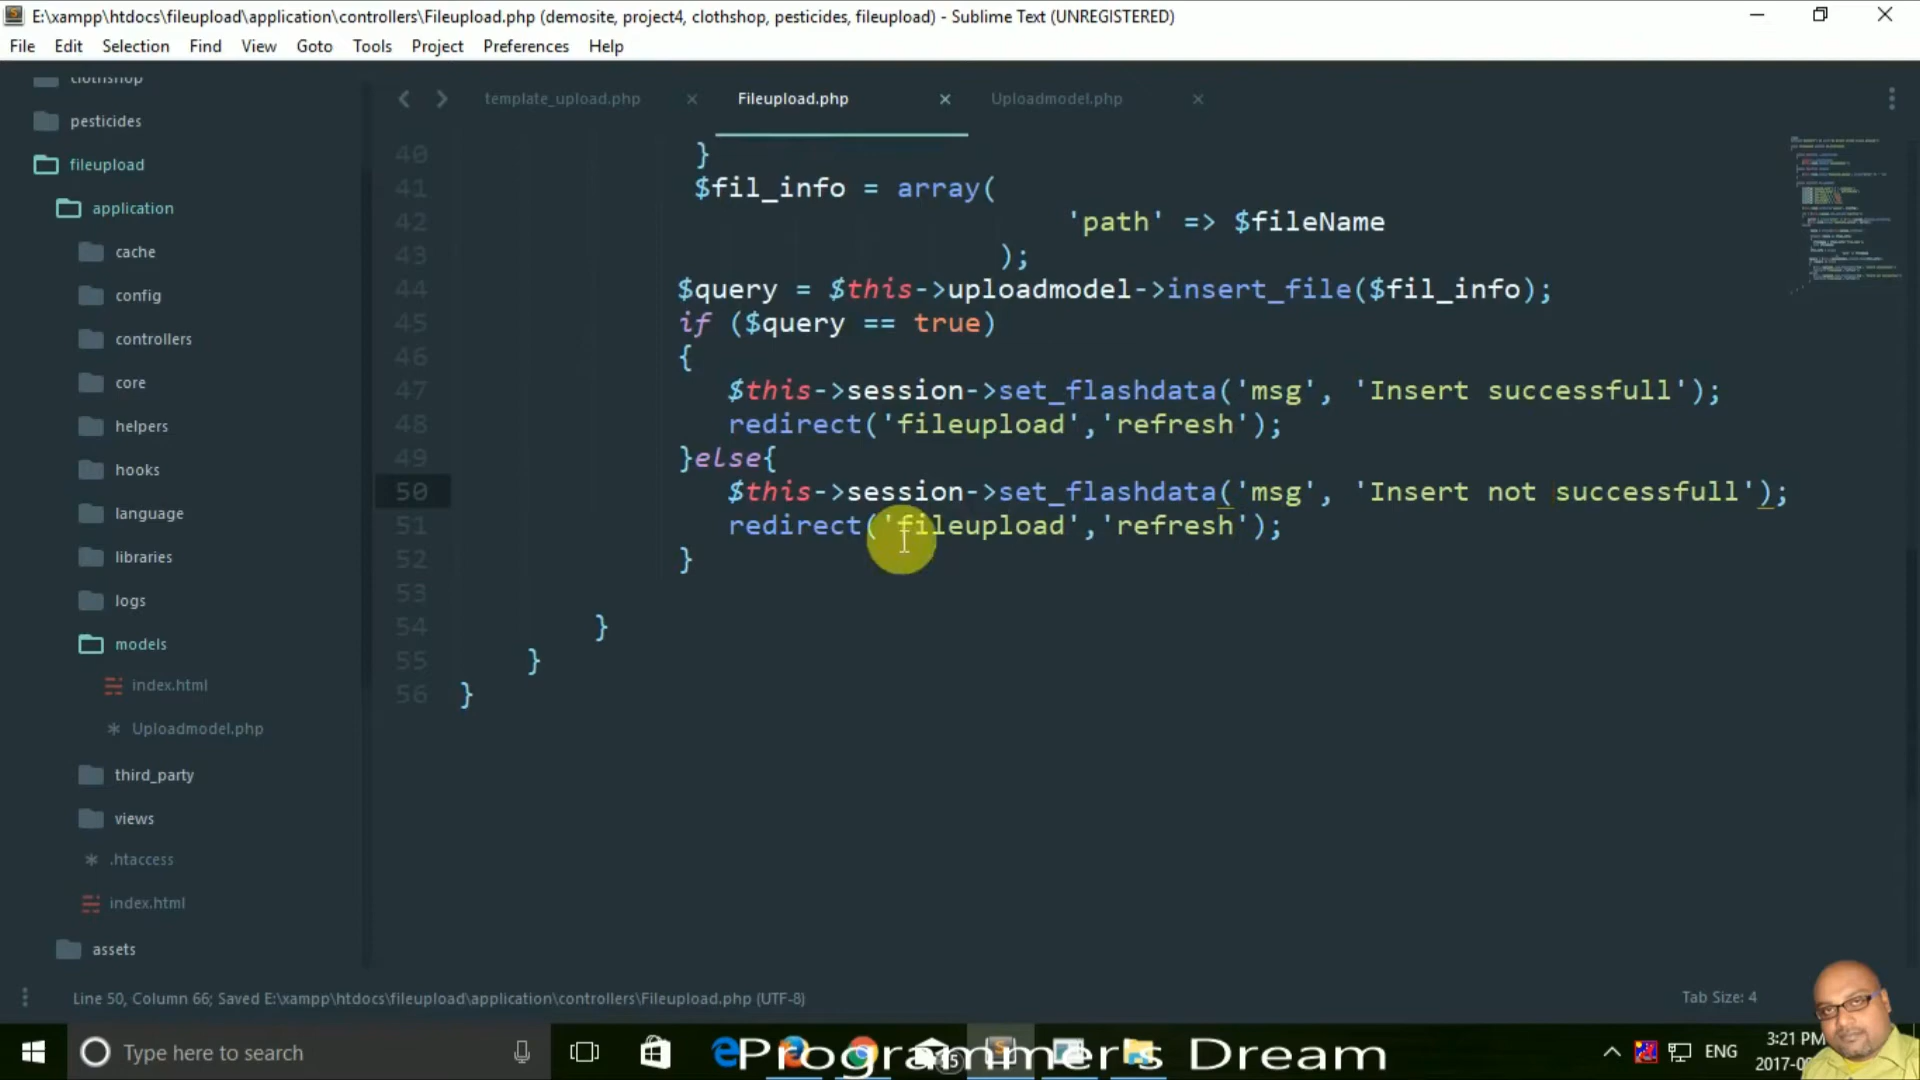 E:\xampp\htdocs\fileupload\application\controllers\Fileupload.php (demosite, project4, clothshop, pesticides, fileupload) - Sublime Text (UNREGISTERED)
File Edit Selection Find View Goto Tools Project Preferences Help
clothshop
pesticides
fileupload
application
cache
config
controllers
core
helpers
hooks
language
libraries
logs
models
index.html
Uploadmodel.php
third_party
views
.htaccess
index.html
assets
template_upload.php Fileupload.php Uploadmodel.php
40 }
41 $fil_info = array(
42 'path' => $fileName
43 );
44 $query = $this->uploadmodel->insert_file($fil_info);
45 if ($query == true)
46 {
47 $this->session->set_flashdata('msg', 'Insert successfull');
48 redirect('fileupload','refresh');
49 }else{
50 $this->session->set_flashdata('msg', 'Insert not successfull');
51 redirect('fileupload','refresh');
52 }
53
54 }
55 }
56 }
Line 50, Column 66; Saved E:\xampp\htdocs\fileupload\application\controllers\Fileupload.php (UTF-8)
Tab Size: 4
Type here to search
Programmer's Dream
ENG
3:21 PM